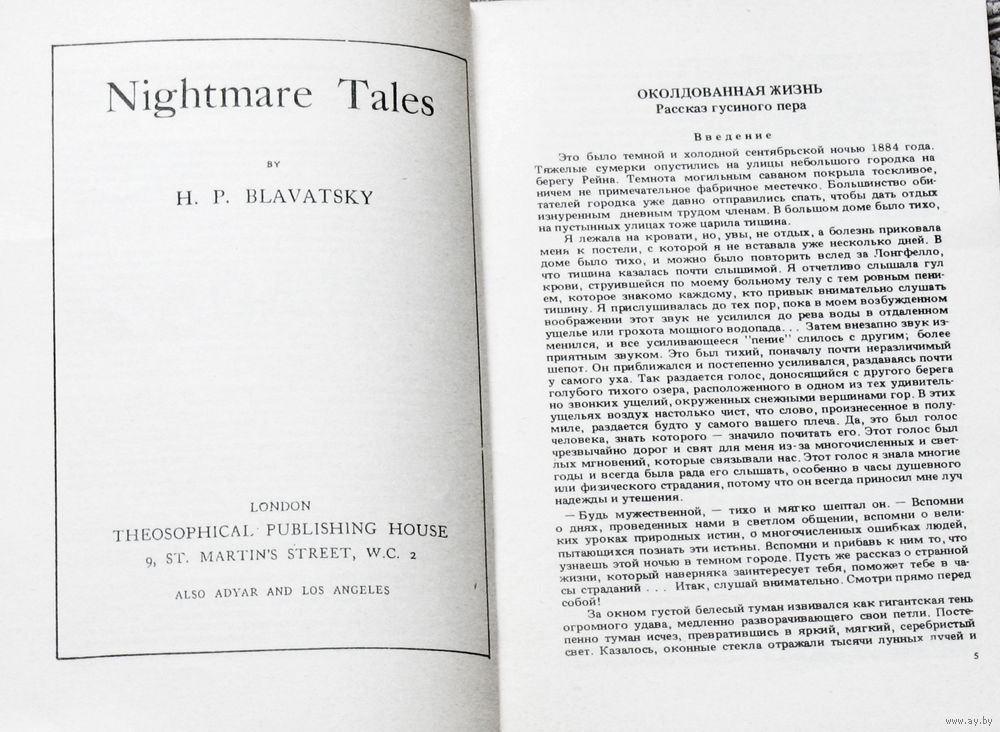 Nightmare Tales
BY
H. P. BLAVATSKY
LONDON
THEOSOPHICAL PUBLISHING HOUSE
9, ST. MARTIN'S STREET, W.C. 2
ALSO ADYAR AND LOS ANGELES
ОКОЛДОВАННАЯ ЖИЗНЬ
Рассказ гусиного пера
Введение
Это было темной и холодной сентябрьской ночью 1884 года.
Тяжелые сумерки опустились на улицы небольшого городка на
берегу Рейна. Темнота могильным саваном покрыла тоскливое,
ничем не примечательное фабричное местечко. Большинство оби-
тателей городка уже давно отправились спать, чтобы дать отдых
изнуренным дневным трудом членам. В большом доме было тихо,
на пустынных улицах тоже царила тишина.
Я лежала на кровати, но, увы, не отдых, а болезнь приковала
меня к постели, с которой я не вставала уже несколько дней. В
доме было тихо, и можно было повторить вслед за Лонгфелло,
что тишина казалась почти слышимой. Я отчетливо слышала гул
крови, струившейся по моему больному телу с тем ровным пени-
ем, которое знакомо каждому, кто привык внимательно слушать
тишину. Я прислушивалась до тех пор, пока в моем возбужденном
воображении этот звук не усилился до рева воды в отдаленном
ущелье или грохота мощного водопада. . . Затем внезапно звук из-
менился, и все усиливающееся "пение" слилось с другим; более
приятным звуком. Это был тихий, поначалу почти неразличимый
шепот. Он приближался и постепенно усиливался, раздаваясь почти
у самого уха. Так раздается голос, доносящийся с другого берега
голубого тихого озера, расположенного в одном из тех удивитель-
но звонких ущелий, окруженных снежными вершинами гор. В этих
ущельях воздух настолько чист, что слово, произнесенное в полу-
миле, раздается будто у самого вашего плеча. Да, это был голос
человека, знать которого — значило почитать его. Этот голос был
чрезвычайно дорог и свят для меня из-за многочисленных и свет-
лых мгновений, которые связывали нас. Этот голос я знала многие
годы и всегда была рада его слышать, особенно в часы душевного
или физического страдания, потому что он всегда приносил мне луч
надежды и утешения.
— Будь мужественной, — тихо и мягко шептал он. — Вспомни
о днях, проведенных нами в светлом общении, вспомни о вели-
ких уроках природных истин, о многочисленных ошибках людей,
пытающихся познать эти истины. Вспомни и прибавь к ним то, что
узнаешь этой ночью в темном городе. Пусть же рассказ о странной
жизни, который наверняка заинтересует тебя, поможет тебе в ча-
сы страданий . . . Итак, слушай внимательно. Смотри прямо перед
собой!
За окном густой белесый туман извивался как гигантская тень
огромного удава, медленно разворачивающего свои петли. Посте-
пенно туман исчез, превратившись в яркий, мягкий, серебристый
свет. Казалось, оконные стекла отражали тысячи лунных лучей и
5
www.ay.by